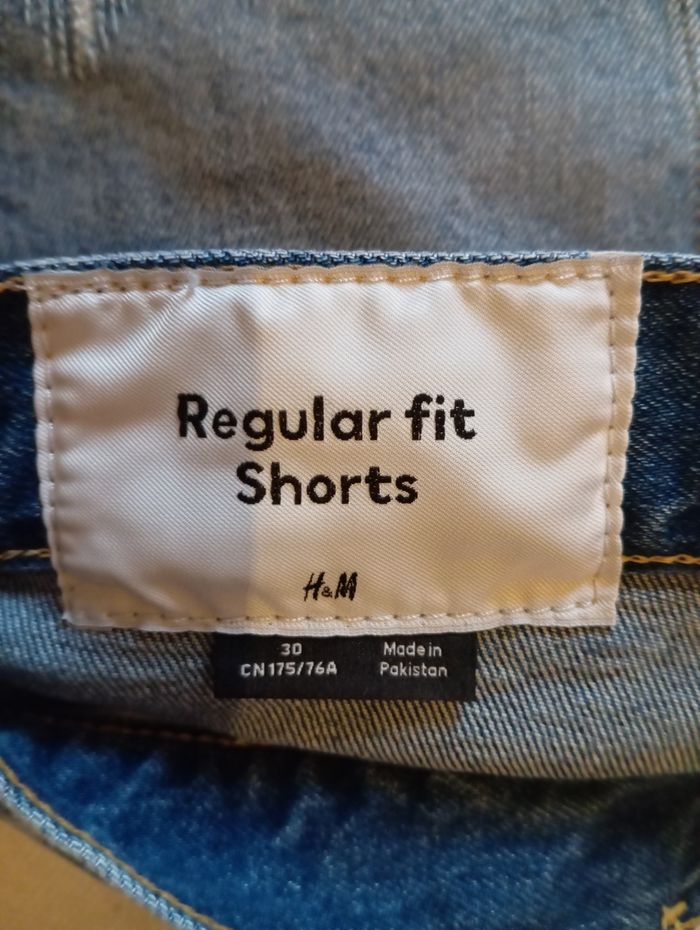 Regular fit
Shorts
H&M
30
CN175/76A
Made in
Pakistan